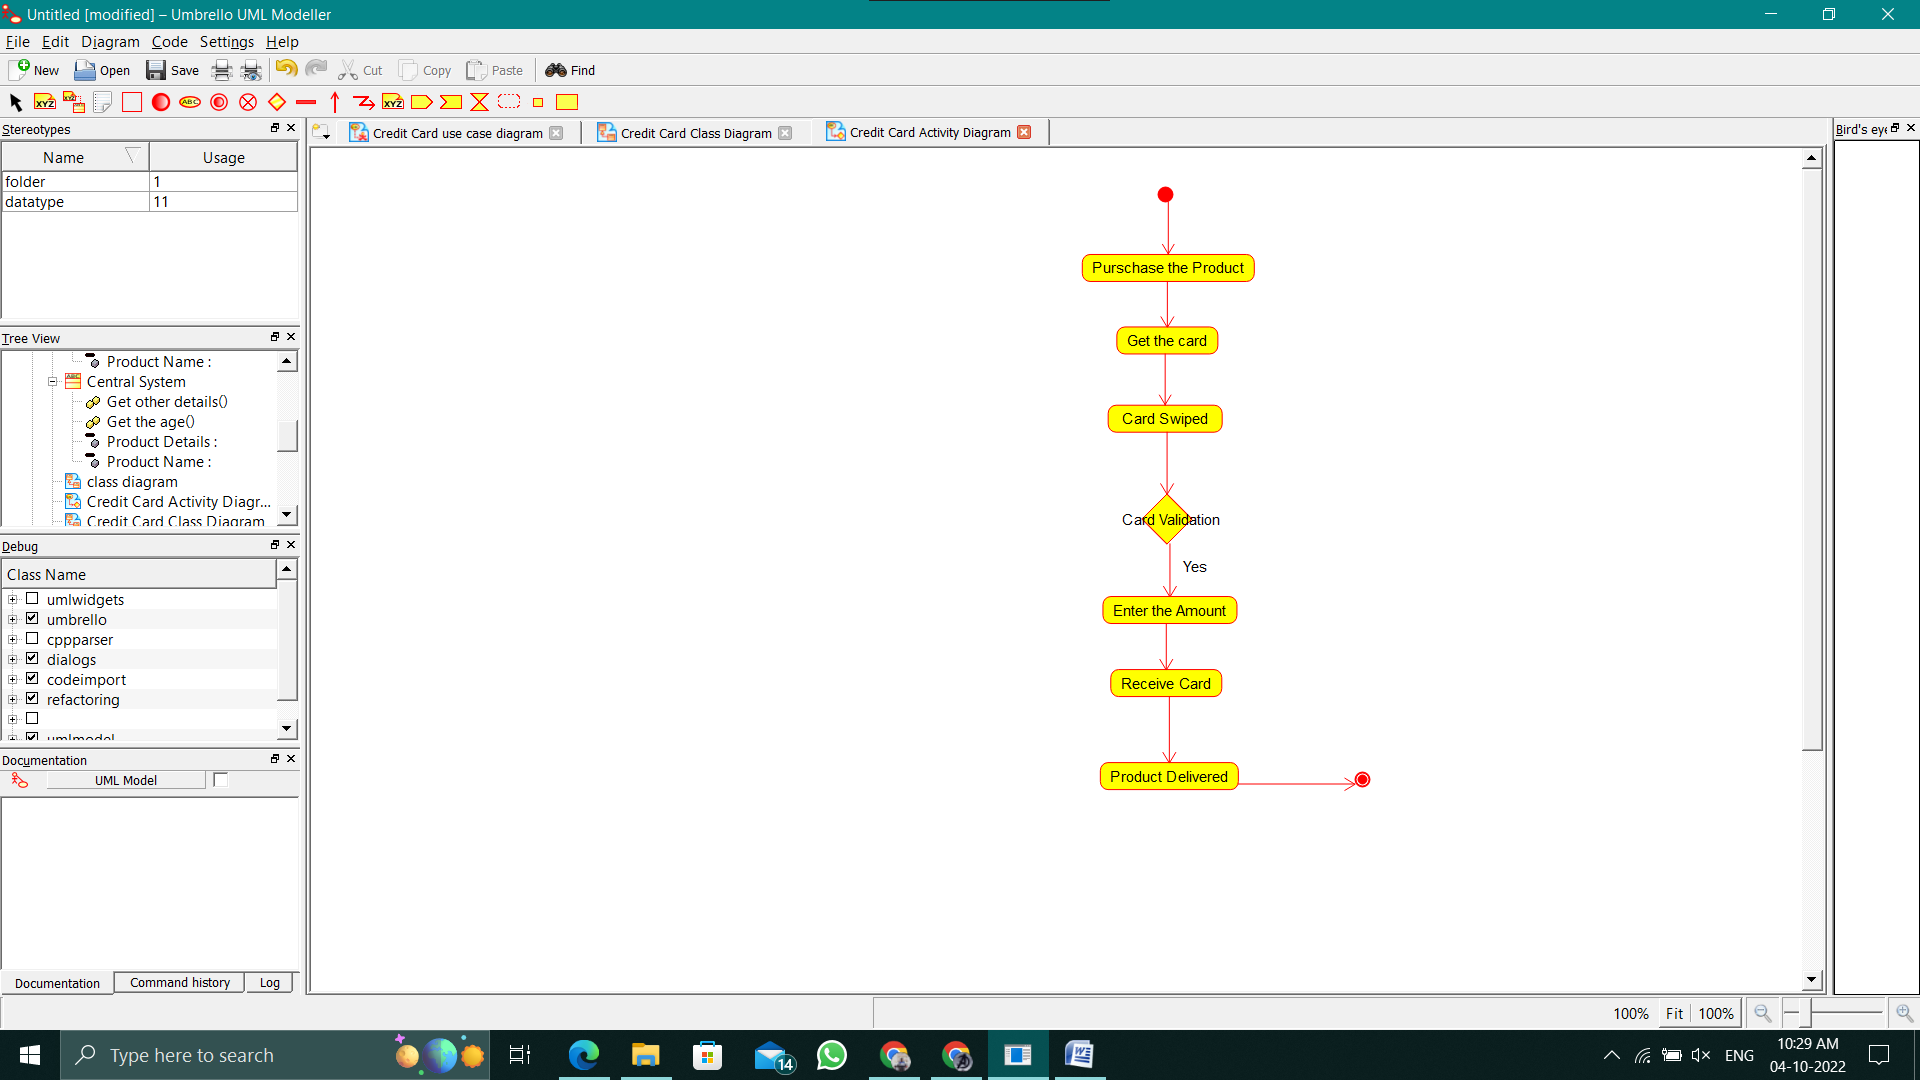 Untitled [modified] – Umbrello UML Modeller
File Edit Diagram Code Settings Help
New Open Save Cut Copy Paste Find
XYZ XYZ ABC XYZ
Stereotypes
Name Usage
folder 1
datatype 11
Tree View
Product Name :
Central System
Get other details()
Get the age()
Product Details :
Product Name :
class diagram
Credit Card Activity Diagr...
Credit Card Class Diagram
Debug
Class Name
umlwidgets
umbrello
cppparser
dialogs
codeimport
refactoring
umlmodel
Documentation
UML Model
Documentation Command history Log
Credit Card use case diagram Credit Card Class Diagram Credit Card Activity Diagram
Purschase the Product
Get the card
Card Swiped
Card Validation
Yes
Enter the Amount
Receive Card
Product Delivered
Bird's eye
100% Fit 100%
Type here to search
14
ENG
10:29 AM
04-10-2022